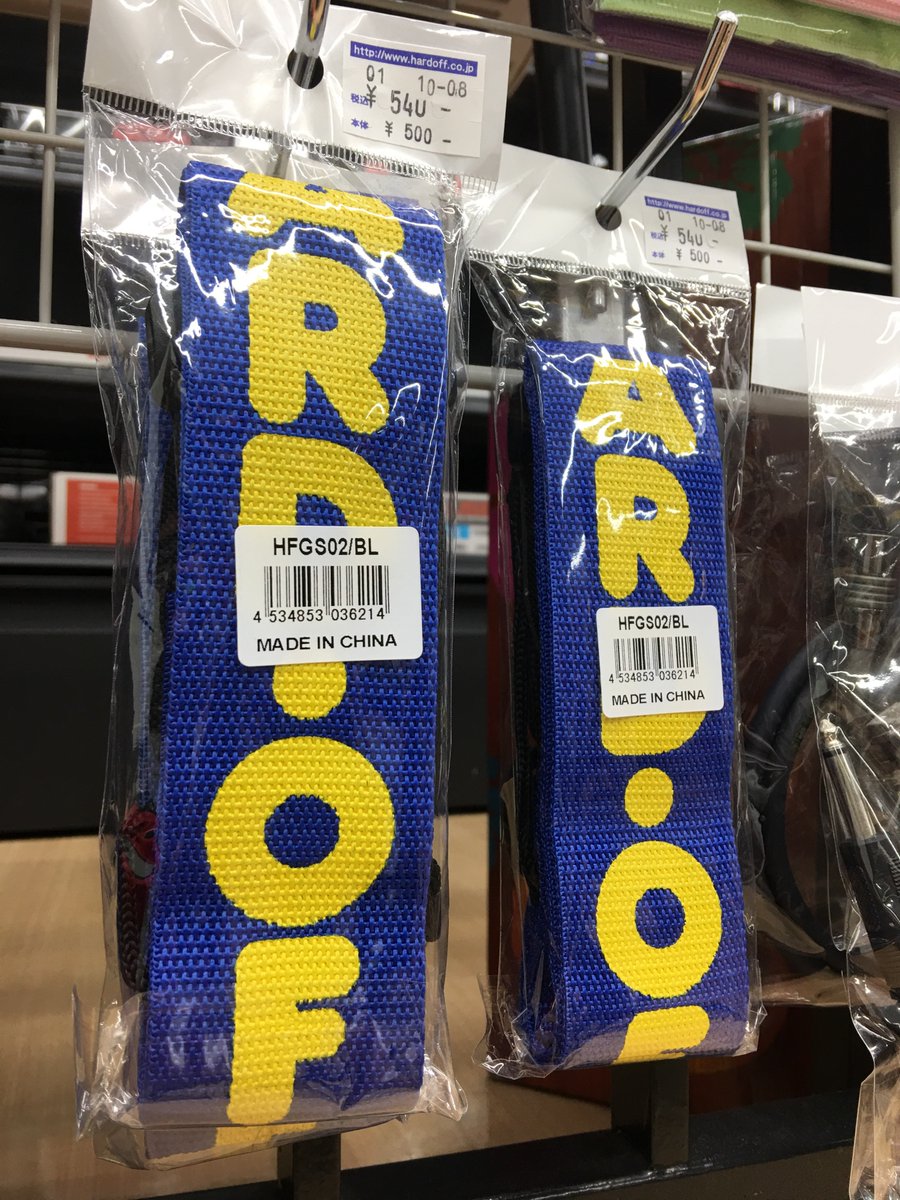 http://www.hardoff.co.jp
01 10-08
税込 ¥ 540 -
本体 ¥ 500 -
ARD・OF
HFGS02/BL
4 534853 036214
MADE IN CHINA
http://www.hardoff.co.jp
01 10-08
税込 ¥ 540 -
本体 ¥ 500 -
ARD・OF
HFGS02/BL
4 534853 036214
MADE IN CHINA